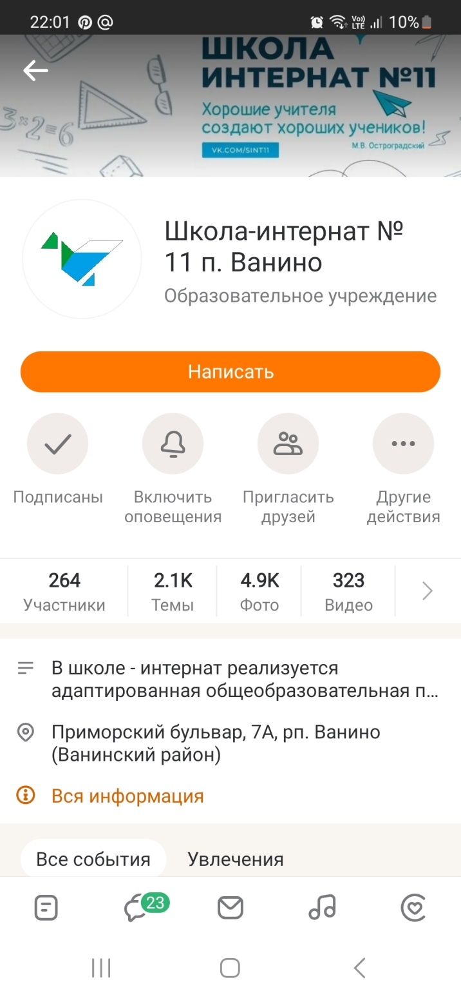 22:01
Vo)) LTE 10%
ШКОЛА
ИНТЕРНАТ №11
3×2=6
Хорошие учителя
создают хороших учеников!
М.В. Остроградский
VK.COM/SINT11
Школа-интернат №
11 п. Ванино
Образовательное учреждение
Написать
Подписаны
Включить
оповещения
Пригласить
друзей
Другие
действия
264 2.1K 4.9K 323
Участники Темы Фото Видео
В школе - интернат реализуется
адаптированная общеобразовательная п...
Приморский бульвар, 7А, рп. Ванино
(Ванинский район)
Вся информация
Все события Увлечения
23